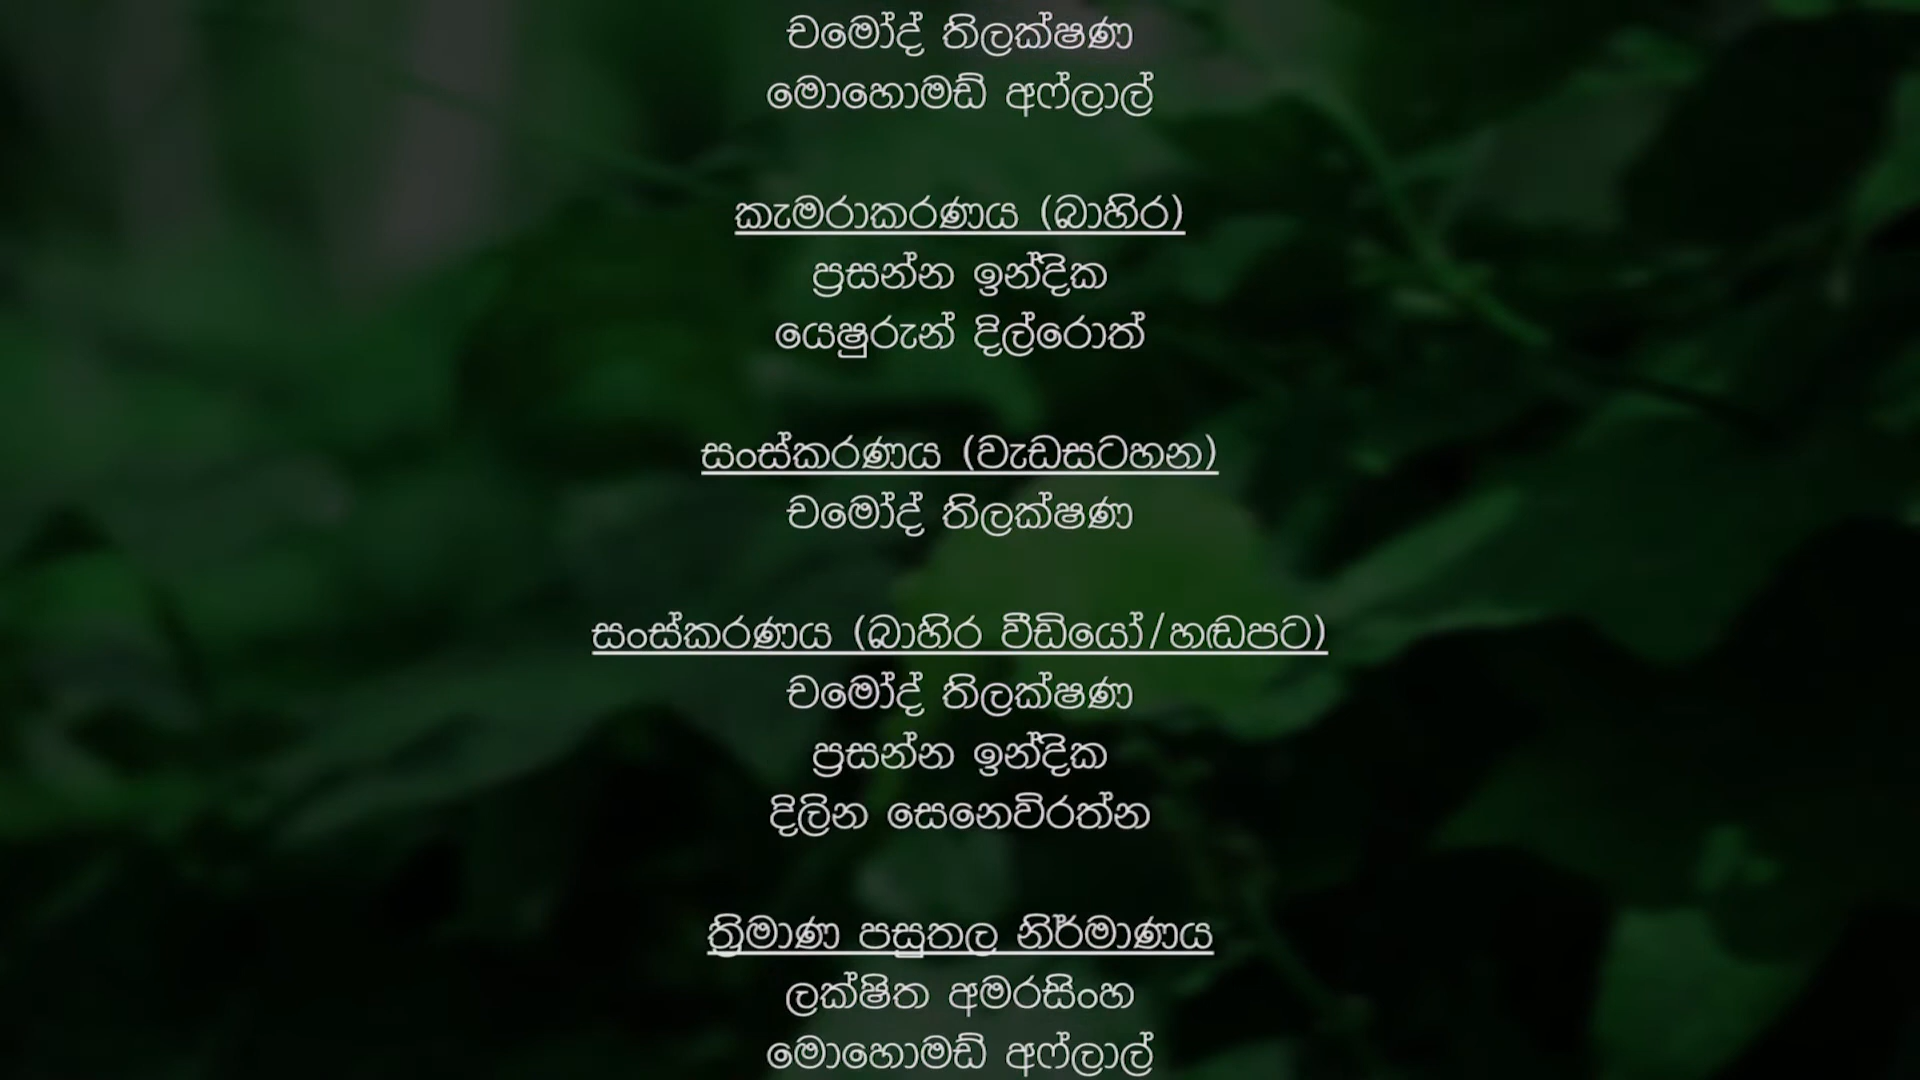 චමෝද් තිලක්ෂණ
මොහොමඩ් අෆ්ලාල්
කැමරාකරණය (බාහිර)
ප්‍රසන්න ඉන්දික
යෙෂුරුන් දිල්රොත්
සංස්කරණය (වැඩසටහන)
චමෝද් තිලක්ෂණ
සංස්කරණය (බාහිර වීඩියෝ/හඬපට)
චමෝද් තිලක්ෂණ
ප්‍රසන්න ඉන්දික
දිලින සෙනෙවිරත්න
ත්‍රිමාණ පසුතල නිර්මාණය
ලක්ෂිත අමරසිංහ
මොහොමඩ් අෆ්ලාල්